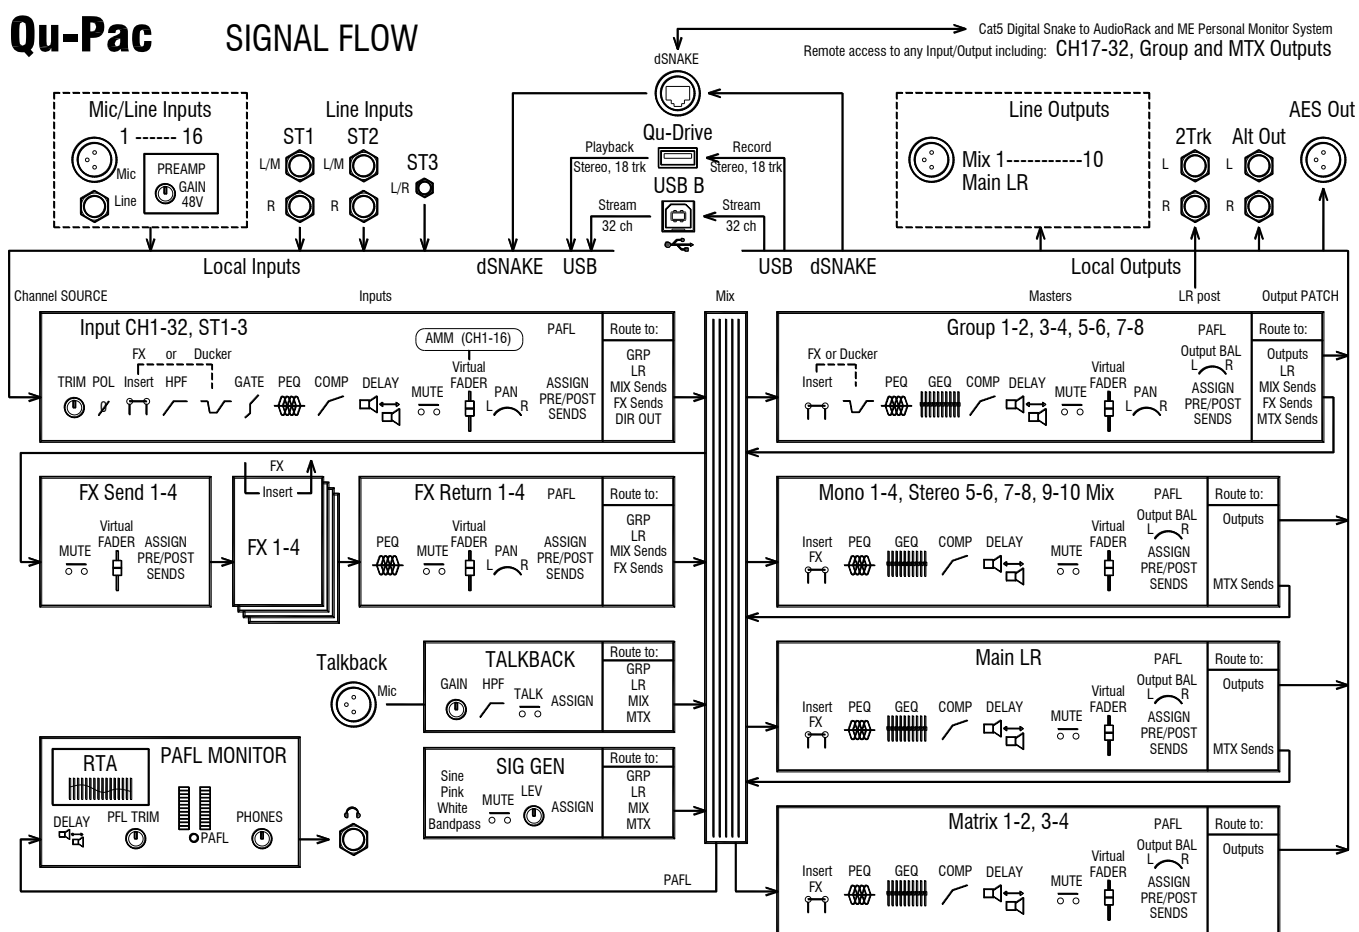 Qu-Pac SIGNAL FLOW
Cat5 Digital Snake to AudioRack and ME Personal Monitor System
Remote access to any Input/Output including: CH17-32, Group and MTX Outputs
dSNAKE
Mic/Line Inputs
1 ------ 16
Mic
Line
PREAMP
GAIN
48V
Line Inputs
ST1 ST2
L/M L/M
R R
ST3
L/R
Qu-Drive
Playback
Stereo, 18 trk
Record
Stereo, 18 trk
USB B
Stream
32 ch
Stream
32 ch
Line Outputs
Mix 1-----------10
Main LR
2Trk
L
R
Alt Out
L
R
AES Out
Local Inputs dSNAKE USB
USB dSNAKE Local Outputs
Channel SOURCE Inputs Mix Masters LR post Output PATCH
Input CH1-32, ST1-3
AMM (CH1-16)
PAFL
FX or Ducker
TRIM POL Insert HPF GATE PEQ COMP DELAY MUTE
Virtual
FADER
PAN
L R
ASSIGN
PRE/POST
SENDS
Route to:
GRP
LR
MIX Sends
FX Sends
DIR OUT
Group 1-2, 3-4, 5-6, 7-8
PAFL
FX or Ducker
Insert PEQ GEQ COMP DELAY MUTE
Virtual
FADER
PAN
L R
Output BAL
L R
ASSIGN
PRE/POST
SENDS
Route to:
Outputs
LR
MIX Sends
FX Sends
MTX Sends
FX Send 1-4
MUTE
Virtual
FADER
ASSIGN
PRE/POST
SENDS
FX
Insert
FX 1-4
FX Return 1-4
PAFL
PEQ MUTE
Virtual
FADER
PAN
L R
ASSIGN
PRE/POST
SENDS
Route to:
GRP
LR
MIX Sends
FX Sends
Mono 1-4, Stereo 5-6, 7-8, 9-10 Mix
PAFL
Insert
FX
PEQ GEQ COMP DELAY MUTE
Virtual
FADER
Output BAL
L R
ASSIGN
PRE/POST
SENDS
Route to:
Outputs
MTX Sends
Talkback
Mic
TALKBACK
GAIN HPF TALK ASSIGN
Route to:
GRP
LR
MIX
MTX
Main LR
PAFL
Insert
FX
PEQ GEQ COMP DELAY MUTE
Virtual
FADER
Output BAL
L R
ASSIGN
PRE/POST
SENDS
Route to:
Outputs
MTX Sends
RTA
PAFL MONITOR
DELAY PFL TRIM PAFL PHONES
SIG GEN
Sine
Pink
White
Bandpass
MUTE LEV ASSIGN
Route to:
GRP
LR
MIX
MTX
PAFL
Matrix 1-2, 3-4
PAFL
Insert
FX
PEQ GEQ COMP DELAY MUTE
Virtual
FADER
Output BAL
L R
ASSIGN
PRE/POST
SENDS
Route to:
Outputs